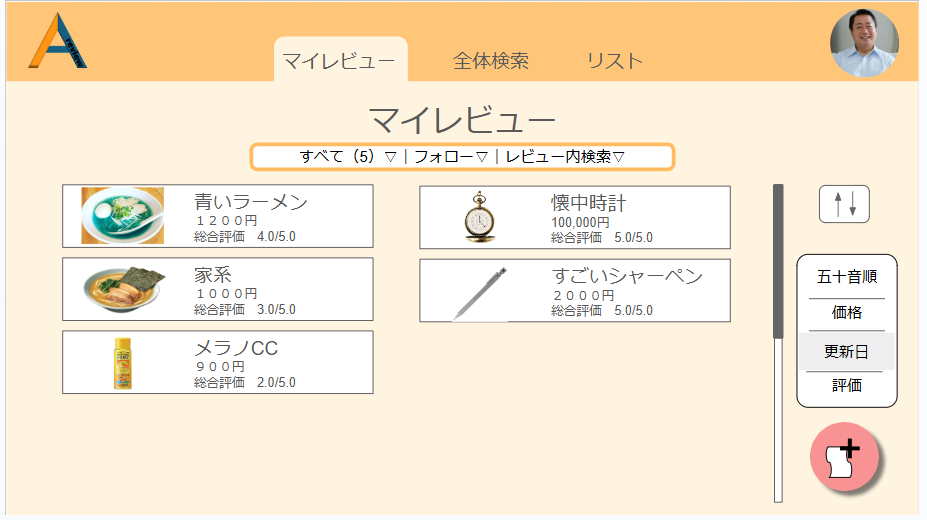 A review
マイレビュー
全体検索
リスト
マイレビュー
すべて（5）▽｜フォロー▽｜レビュー内検索▽
青いラーメン
１２００円
総合評価　4.0/5.0
家系
１０００円
総合評価　3.0/5.0
メラノCC
９００円
総合評価　2.0/5.0
懐中時計
100,000円
総合評価　5.0/5.0
すごいシャーペン
２０００円
総合評価　5.0/5.0
五十音順
価格
更新日
評価